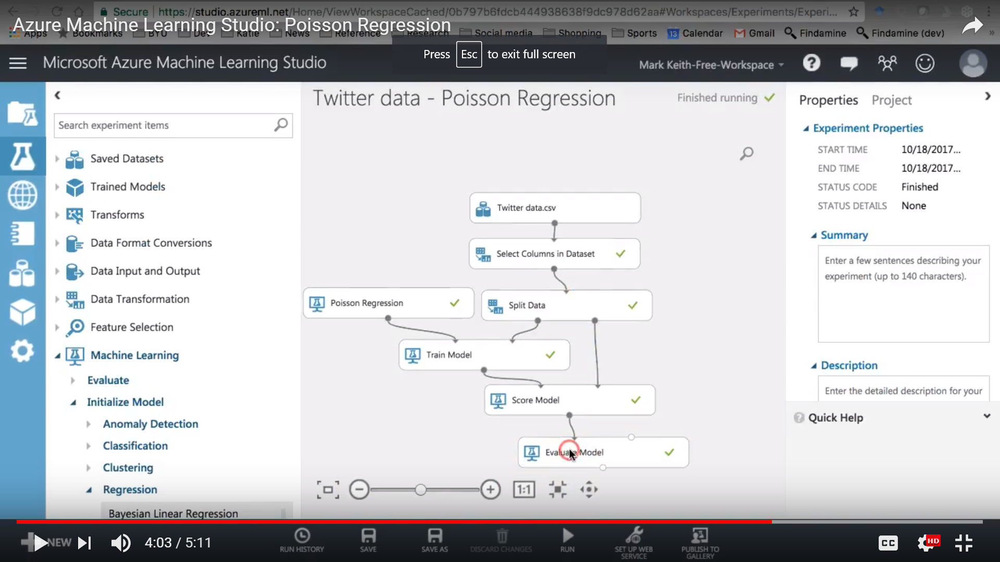 Secure | https://studio.azureml.net/Home/ViewWorkspaceCached/0b797b6fdcb444938638f9dc978d62aa#Workspaces/Experiments/Experi...
Azure Machine Learning Studio: Poisson Regression
Apps Bookmarks BYU Dev Katie News Reference Research Social media Shopping Sports 13 Calendar Gmail Findamine Findamine (dev) »
Press Esc to exit full screen
Microsoft Azure Machine Learning Studio
Mark Keith-Free-Workspace
Twitter data - Poisson Regression
Finished running
Properties Project
Search experiment items
Experiment Properties
START TIME 10/18/2017...
END TIME 10/18/2017...
STATUS CODE Finished
STATUS DETAILS None
Saved Datasets
Trained Models
Transforms
Data Format Conversions
Data Input and Output
Data Transformation
Feature Selection
Machine Learning
Evaluate
Initialize Model
Anomaly Detection
Classification
Clustering
Regression
Bayesian Linear Regression
Twitter data.csv
Select Columns in Dataset
Poisson Regression
Split Data
Train Model
Score Model
Evaluate Model
1:1
Summary
Enter a few sentences describing your
experiment (up to 140 characters).
Description
Enter the detailed description for your
Quick Help
NEW
4:03 / 5:11
RUN HISTORY
SAVE
SAVE AS
DISCARD CHANGES
RUN
SET UP WEB
SERVICE
PUBLISH TO
GALLERY
CC
HD